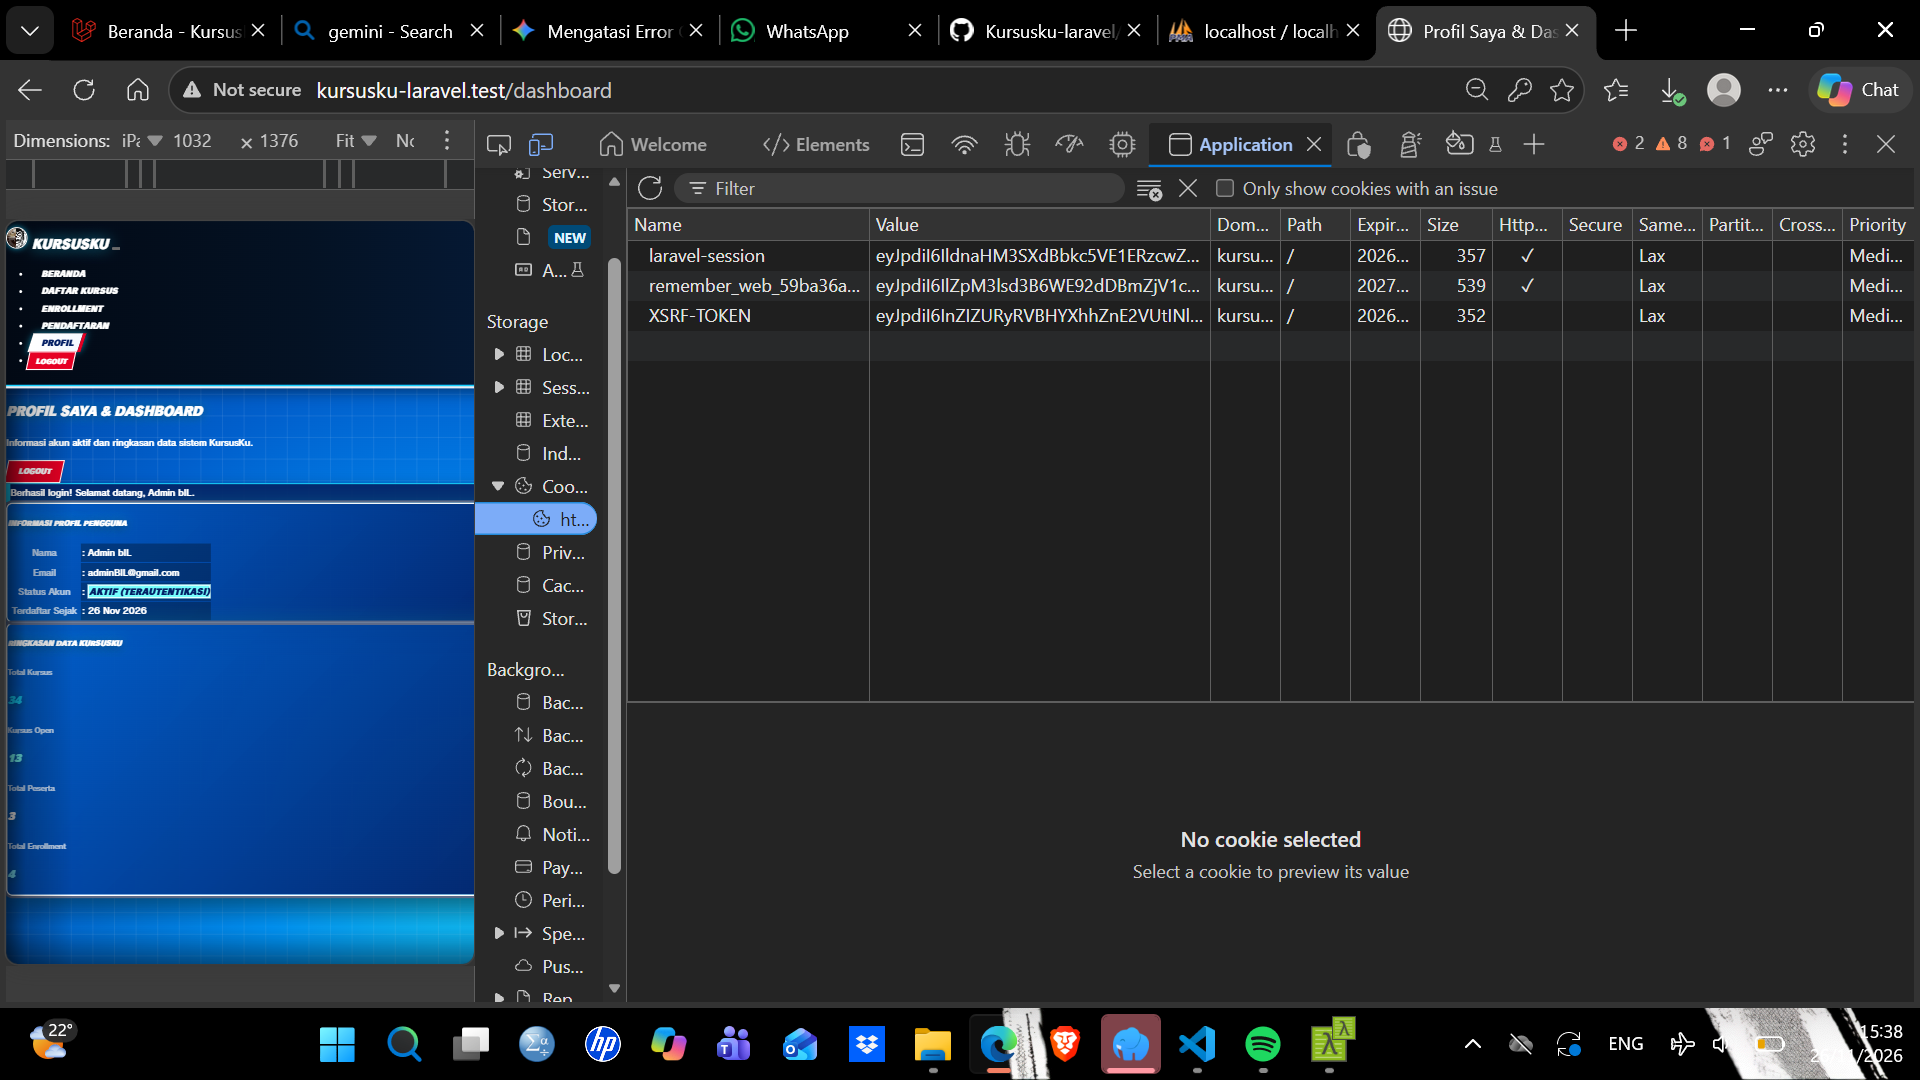 Beranda - Kursus
gemini - Search
Mengatasi Error
WhatsApp
Kursusku-laravel/
localhost / localh
Profil Saya & Das
Not secure kursusku-laravel.test/dashboard
Chat
Dimensions: iPa 1032 × 1376 Fit No
Welcome
</> Elements
Application
2 8 1
Serv...
Stor...
NEW
A...
Storage
Loc...
Sess...
Exte...
Ind...
Coo...
ht...
Priv...
Cac...
Stor...
Backgro...
Bac...
Bac...
Bac...
Bou...
Noti...
Pay...
Peri...
Spe...
Pus...
Rep
Filter
Only show cookies with an issue
Name Value Dom... Path Expir... Size Http... Secure Same... Partit... Cross... Priority
laravel-session kursu... / 2026... 357 ✓ Lax Medi...
remember_web_59ba36a... kursu... / 2027... 539 ✓ Lax Medi...
XSRF-TOKEN kursu... / 2026... 352 Lax Medi...
No cookie selected
Select a cookie to preview its value
KURSUSKU _
BERANDA
DAFTAR KURSUS
ENROLLMENT
PENDAFTARAN
PROFIL
LOGOUT
PROFIL SAYA & DASHBOARD
Informasi akun aktif dan ringkasan data sistem KursusKu.
LOGOUT
Berhasil login! Selamat datang, Admin bIL.
INFORMASI PROFIL PENGGUNA
Nama : Admin bIL
Email : adminBIL@gmail.com
Status Akun : AKTIF (TERAUTENTIKASI)
Terdaftar Sejak : 26 Nov 2026
RINGKASAN DATA KURSUSKU
Total Kursus
34
Kursus Open
13
Total Peserta
3
Total Enrollment
4
22°
ENG
15:38